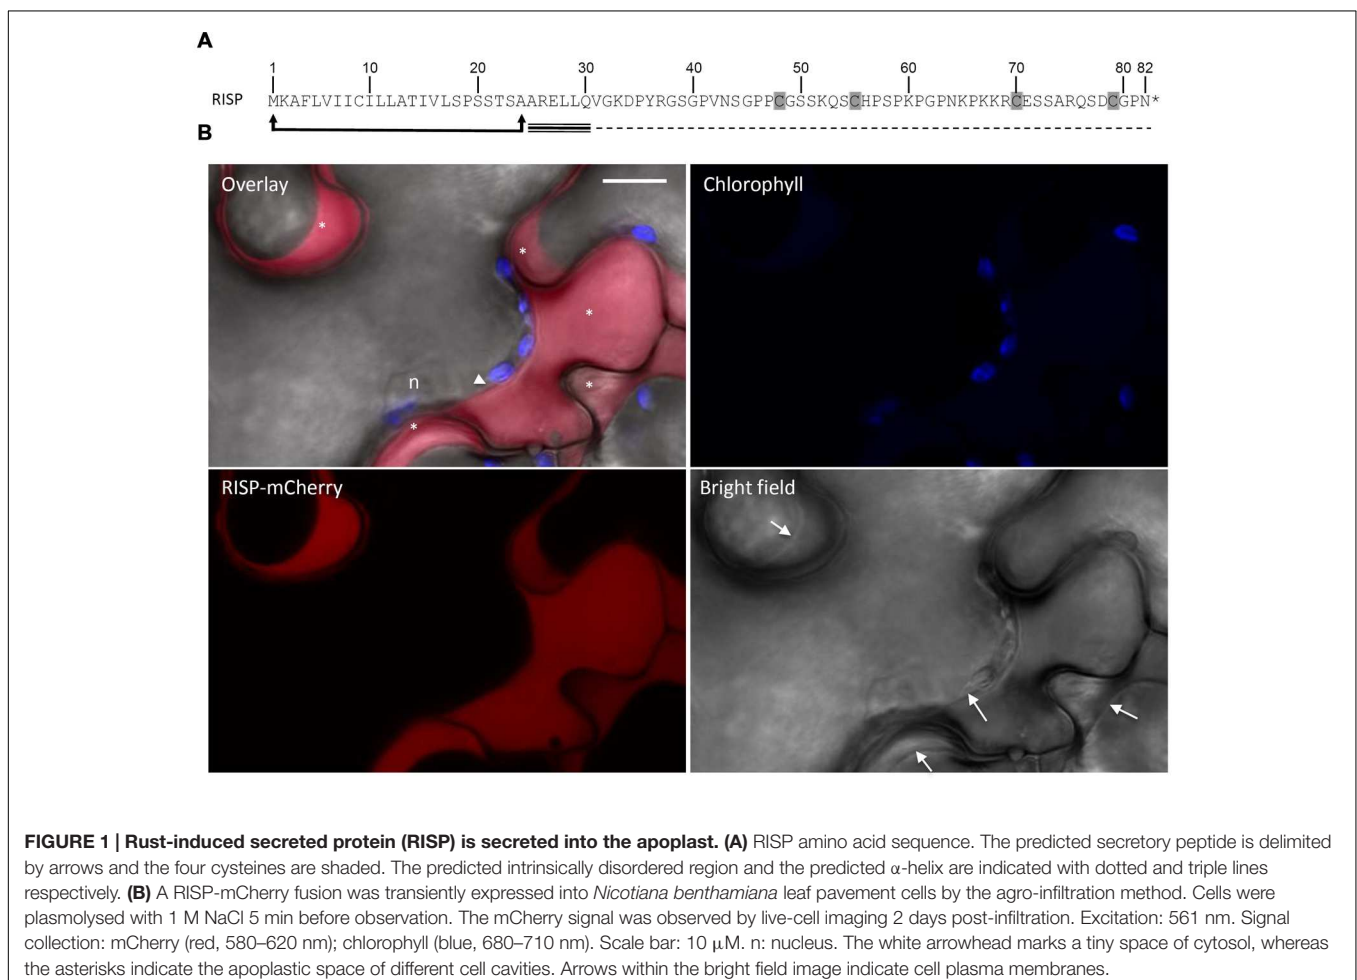 A
1 10 20 30 40 50 60 70 80 82
RISP MKAFLVIICILLATIVLSPSSTSAARELLQVGKDPYRGSGPVNSGPPCGSSKQSCHPSPKPGPNKPKKRCESSARQSDCGPN*
B
Overlay
* * * * *
n
Chlorophyll
RISP-mCherry
Bright field
FIGURE 1 | Rust-induced secreted protein (RISP) is secreted into the apoplast. (A) RISP amino acid sequence. The predicted secretory peptide is delimited
by arrows and the four cysteines are shaded. The predicted intrinsically disordered region and the predicted α-helix are indicated with dotted and triple lines
respectively. (B) A RISP-mCherry fusion was transiently expressed into Nicotiana benthamiana leaf pavement cells by the agro-infiltration method. Cells were
plasmolysed with 1 M NaCl 5 min before observation. The mCherry signal was observed by live-cell imaging 2 days post-infiltration. Excitation: 561 nm. Signal
collection: mCherry (red, 580–620 nm); chlorophyll (blue, 680–710 nm). Scale bar: 10 μM. n: nucleus. The white arrowhead marks a tiny space of cytosol, whereas
the asterisks indicate the apoplastic space of different cell cavities. Arrows within the bright field image indicate cell plasma membranes.